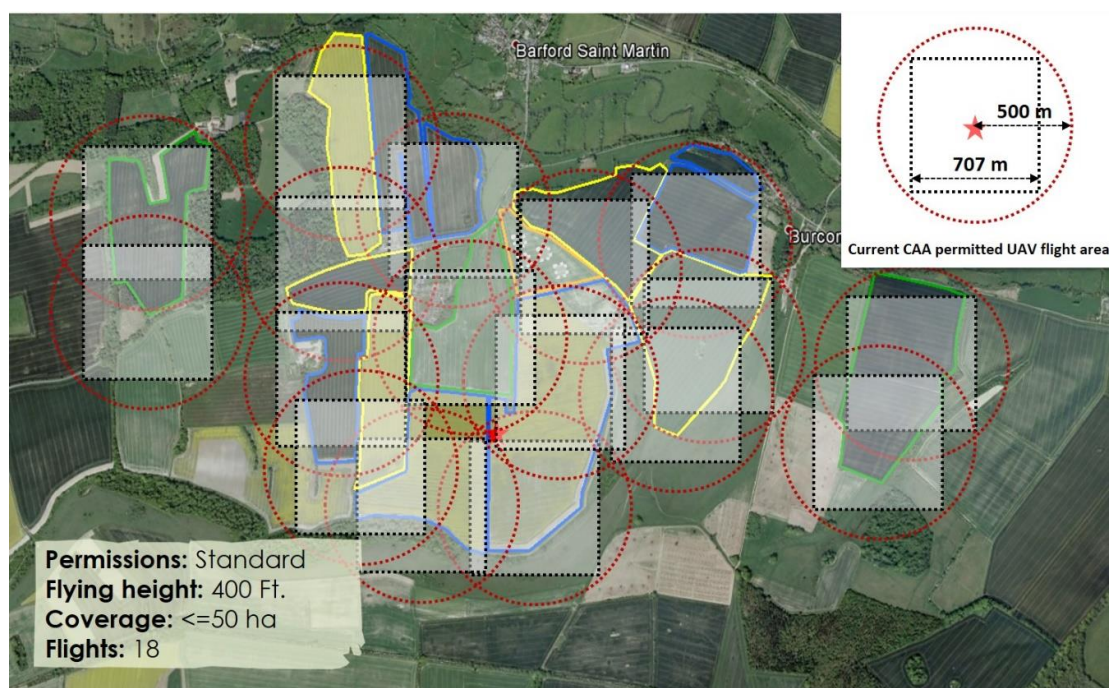 Barford Saint Martin
500 m
707 m
Burcom
Current CAA permitted UAV flight area
Permissions: Standard
Flying height: 400 Ft.
Coverage: <=50 ha
Flights: 18